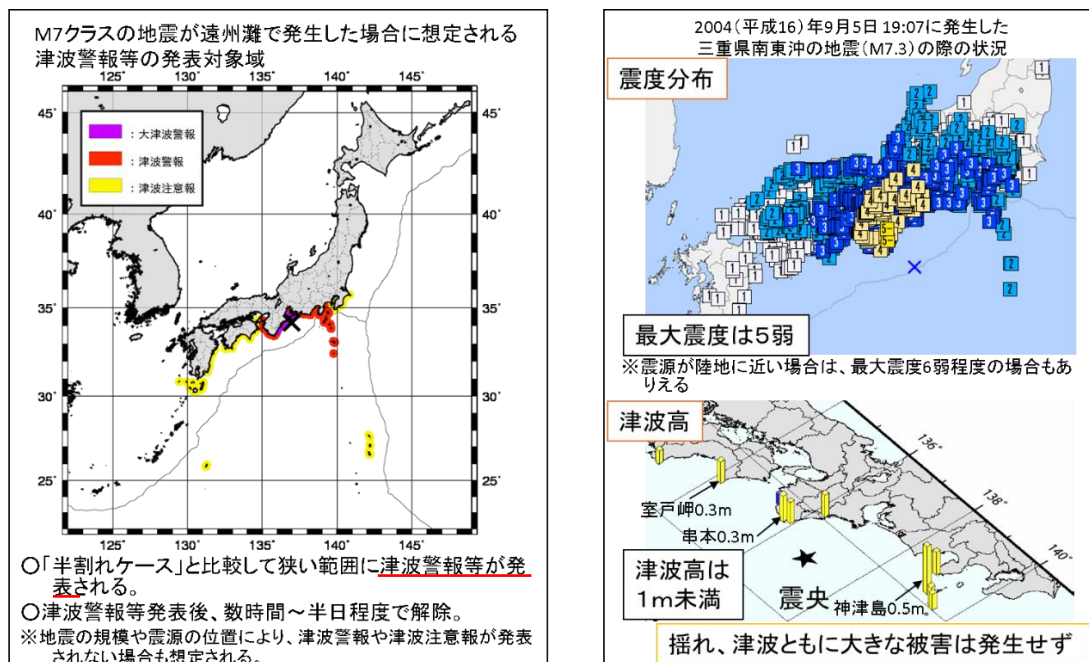 M7クラスの地震が遠州灘で発生した場合に想定される
津波警報等の発表対象域
125° 130° 135° 140° 145°
:大津波警報
:津波警報
:津波注意報
45° 45°
40° 40°
35° 35°
30° 30°
25° 25°
125° 130° 135° 140° 145°
○「半割れケース」と比較して狭い範囲に津波警報等が発
表される。
○津波警報等発表後、数時間~半日程度で解除。
※地震の規模や震源の位置により、津波警報や津波注意報が発表
されない場合も想定される。
2004(平成16)年9月5日 19:07に発生した
三重県南東沖の地震(M7.3)の際の状況
震度分布
最大震度は5弱
※震源が陸地に近い場合は、最大震度6弱程度の場合もあ
りえる
津波高
136°
138°
140°
室戸岬0.3m
串本0.3m
津波高は
1m未満
震央
神津島0.5m
揺れ、津波ともに大きな被害は発生せず